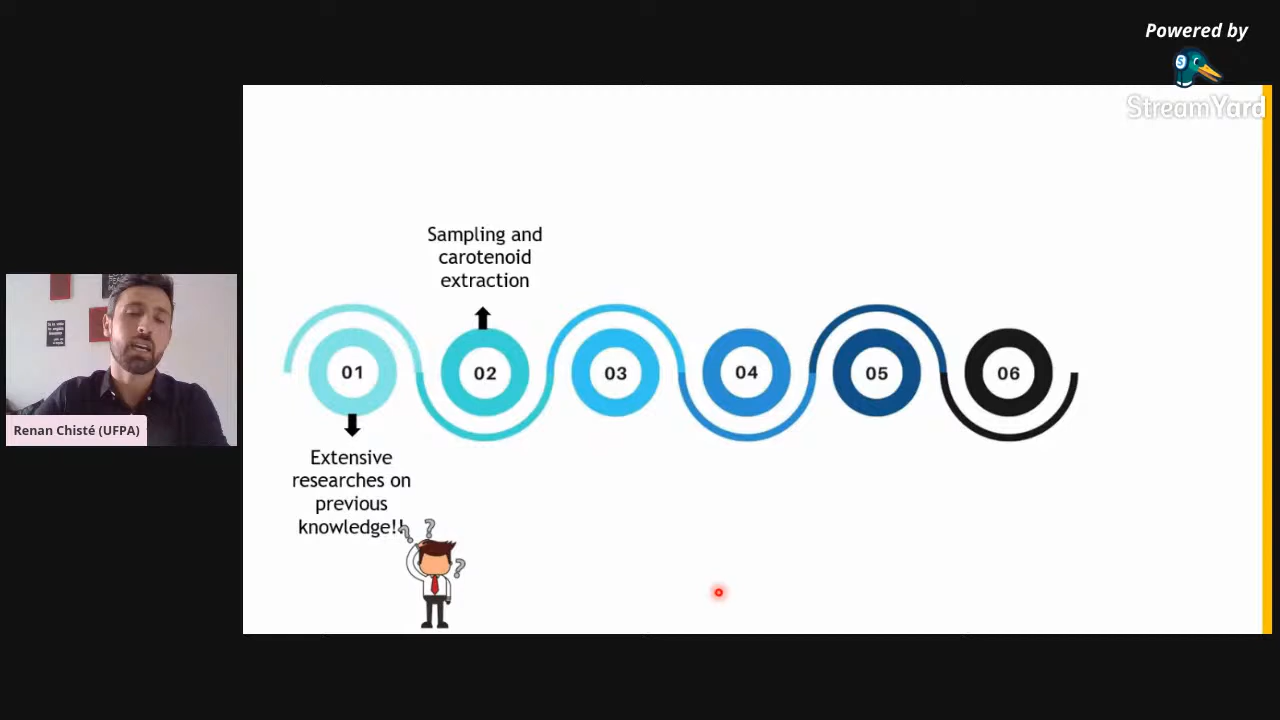 Powered by
StreamYard
Sampling and
carotenoid
extraction
01
02
03
04
05
06
Extensive
researches on
previous
knowledge!!
? ? ?
Renan Chisté (UFPA)